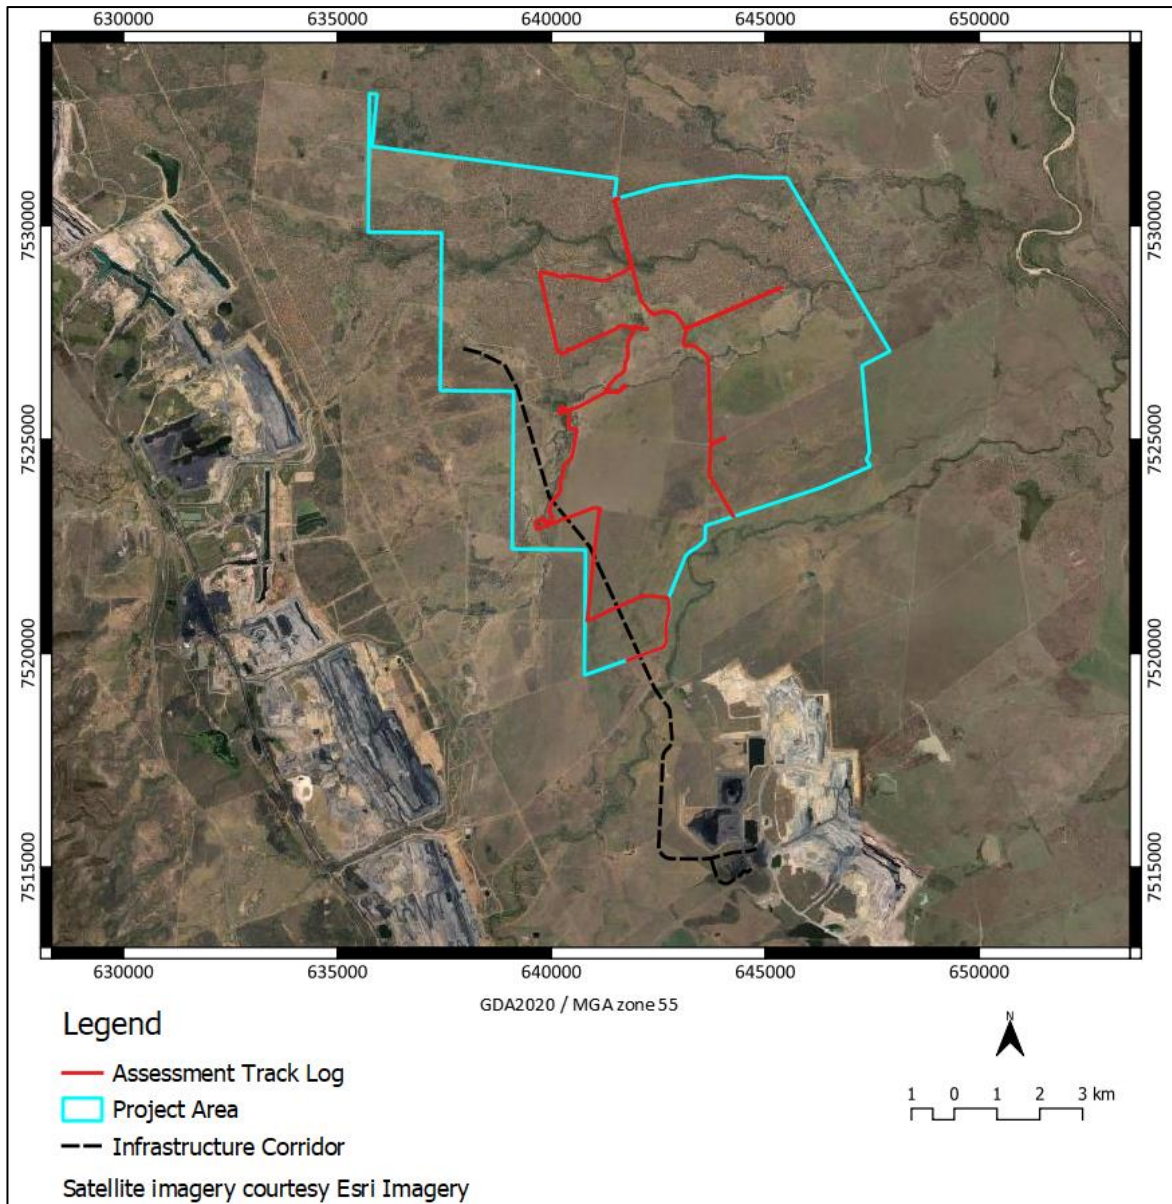 630000 635000 640000 645000 650000
7530000 7530000
7525000 7525000
7520000 7520000
7515000 7515000
630000 635000 640000 645000 650000
GDA2020 / MGA zone 55
Legend
N
Assessment Track Log
1 0 1 2 3 km
Project Area
Infrastructure Corridor
Satellite imagery courtesy Esri Imagery